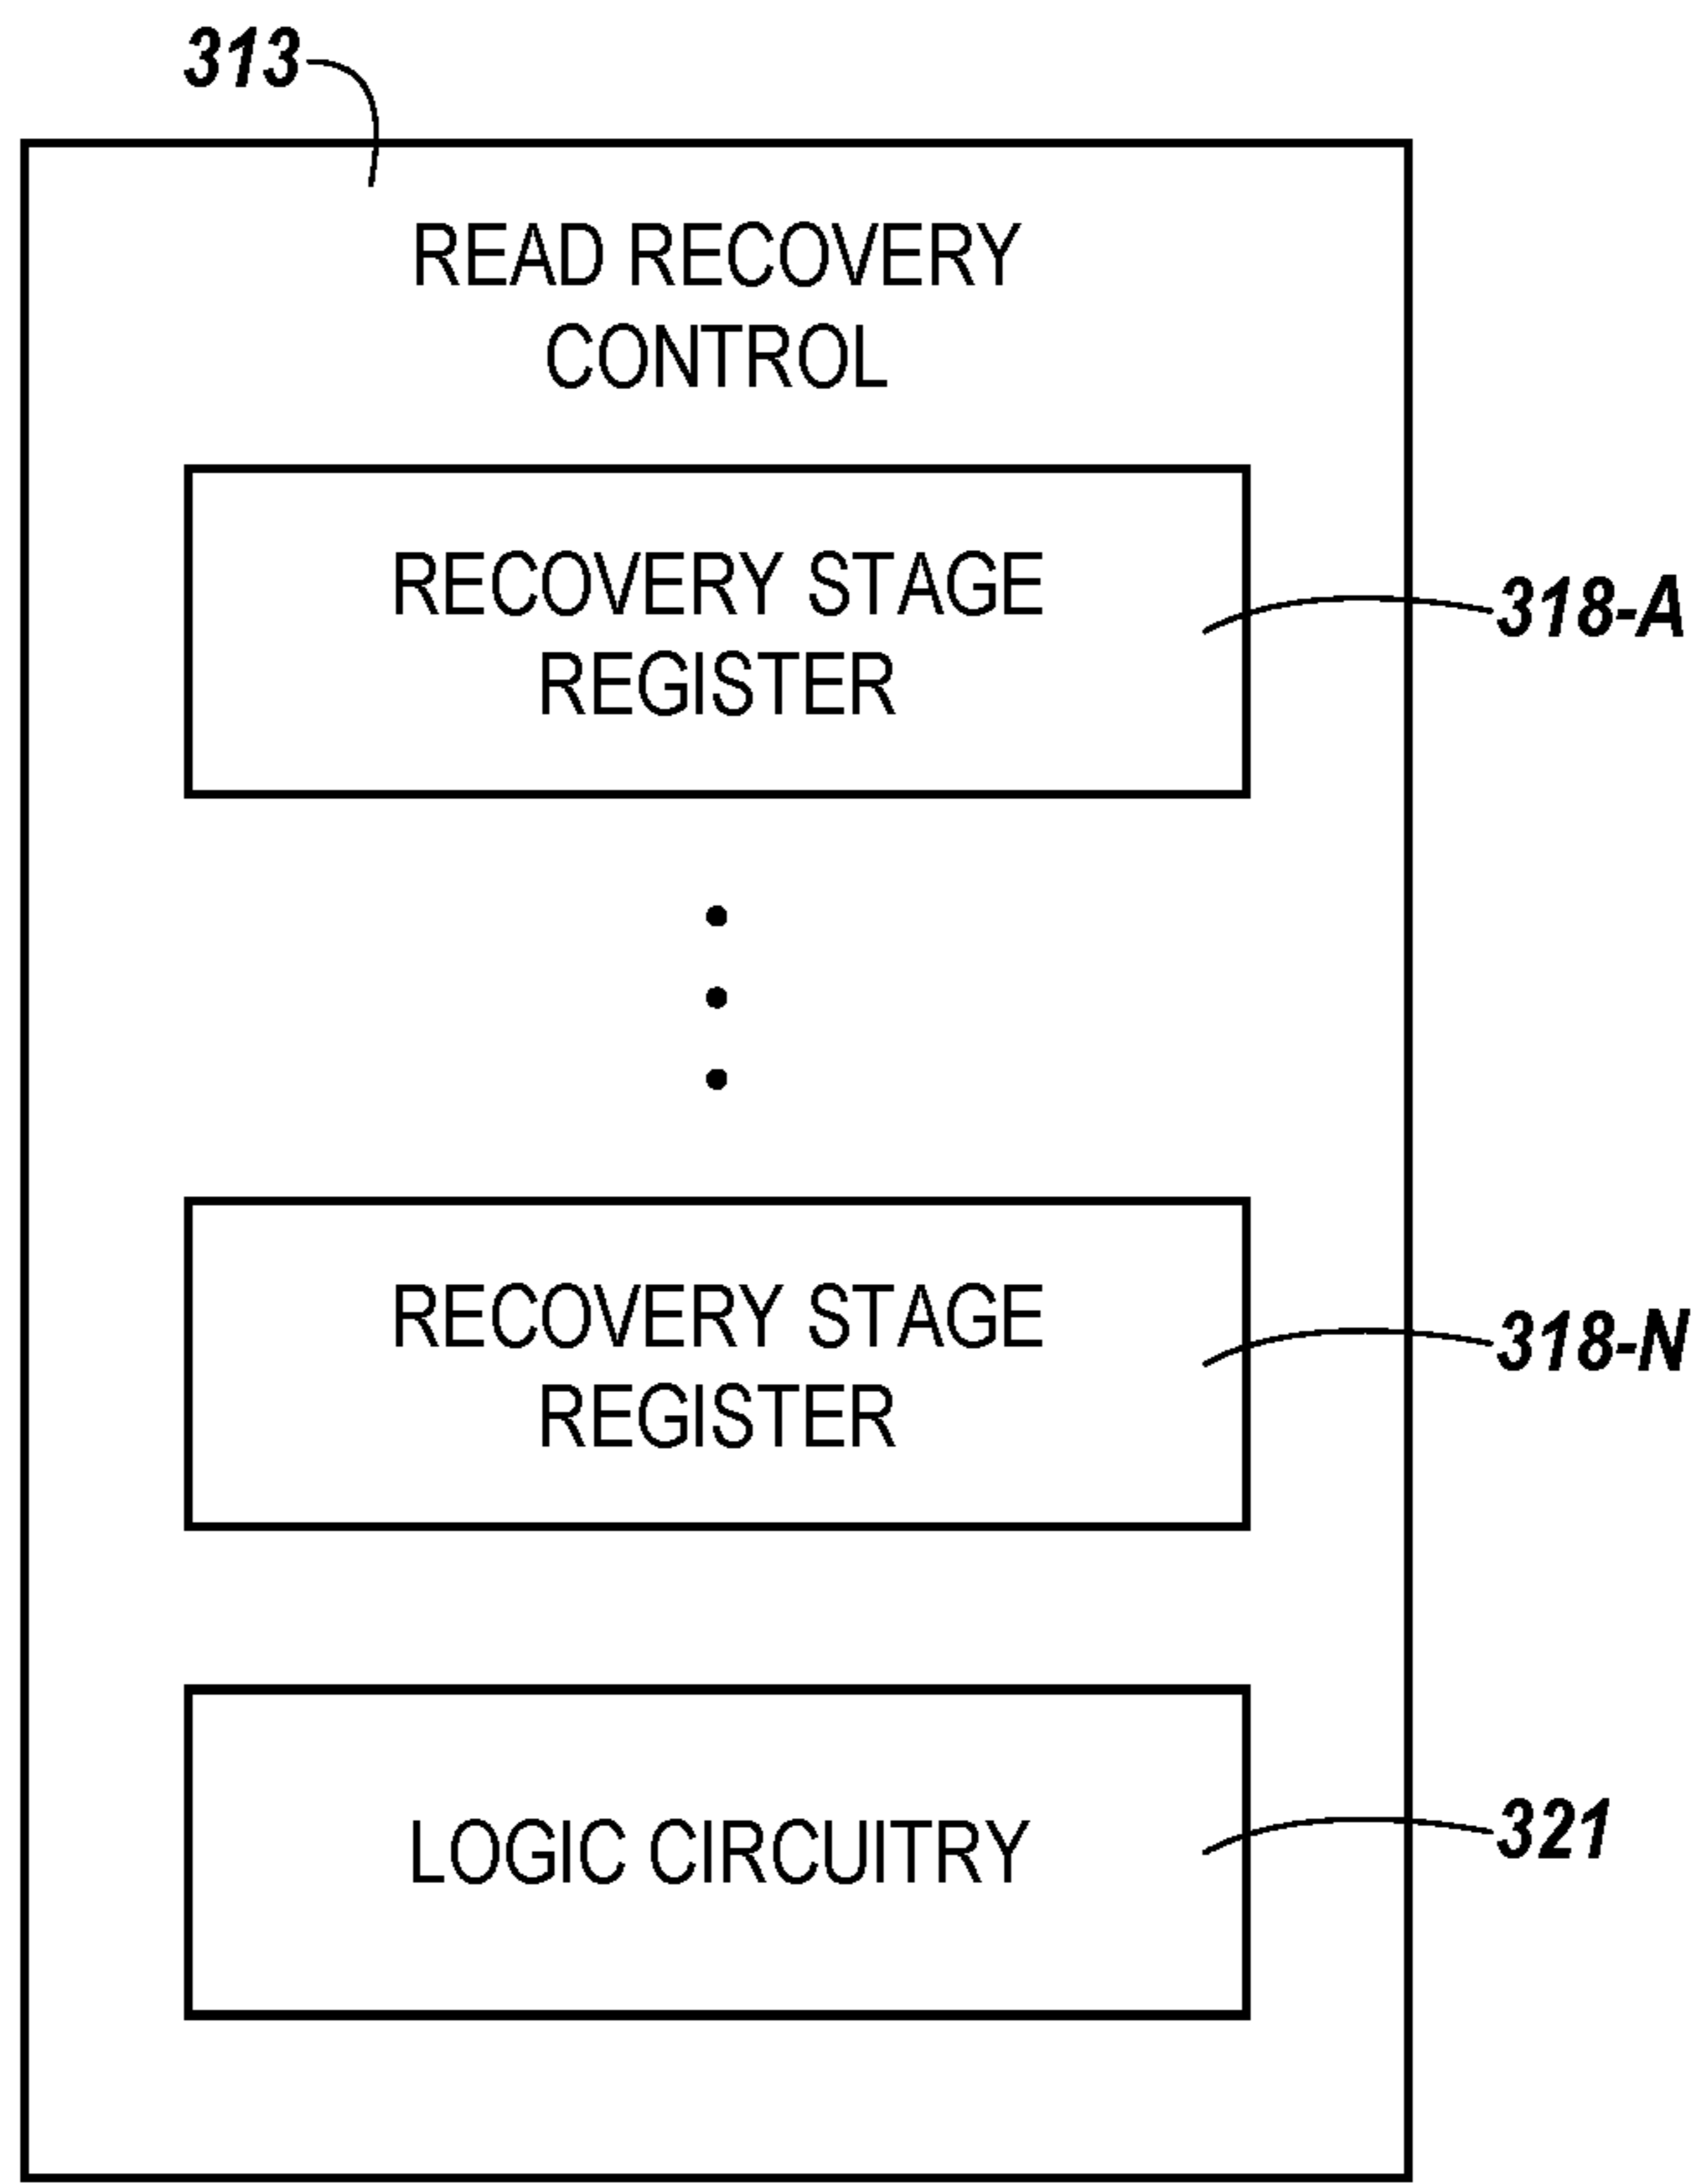 313
READ RECOVERY
CONTROL
RECOVERY STAGE
REGISTER
318-A
RECOVERY STAGE
REGISTER
318-N
LOGIC CIRCUITRY
321